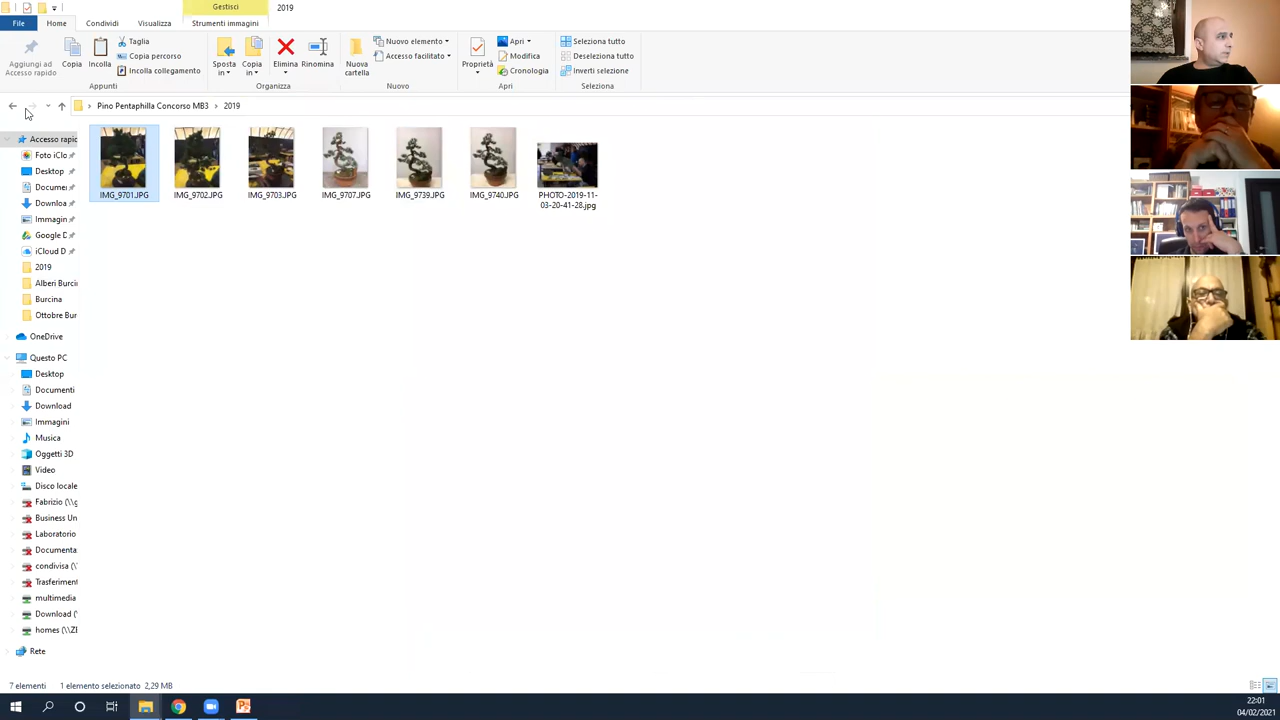 Gestisci
2019
File
Home
Condividi
Visualizza
Strumenti immagini
Aggiungi ad
Accesso rapido
Copia
Incolla
Taglia
Copia percorso
Incolla collegamento
Appunti
Sposta
in
Copia
in
Elimina
Rinomina
Organizza
Nuova
cartella
Nuovo elemento
Accesso facilitato
Nuovo
Proprietà
Apri
Modifica
Cronologia
Apri
Seleziona tutto
Deseleziona tutto
Inverti selezione
Seleziona
Pino Pentaphilla Concorso MB3 > 2019
Accesso rapic
Foto iClo
Desktop
Docume
Downloa
Immagin
Google D
iCloud D
2019
Alberi Burci
Burcina
Ottobre Bur
OneDrive
Questo PC
Desktop
Documenti
Download
Immagini
Musica
Oggetti 3D
Video
Disco locale
Fabrizio (\\g
Business Un
Laboratorio
Documenta
condivisa (\
Trasferiment
multimedia
Download (\
homes (\\ZE
Rete
IMG_9701.JPG
IMG_9702.JPG
IMG_9703.JPG
IMG_9707.JPG
IMG_9739.JPG
IMG_9740.JPG
PHOTO-2019-11-
03-20-41-28.jpg
7 elementi
1 elemento selezionato 2,29 MB
22:01
04/02/2021